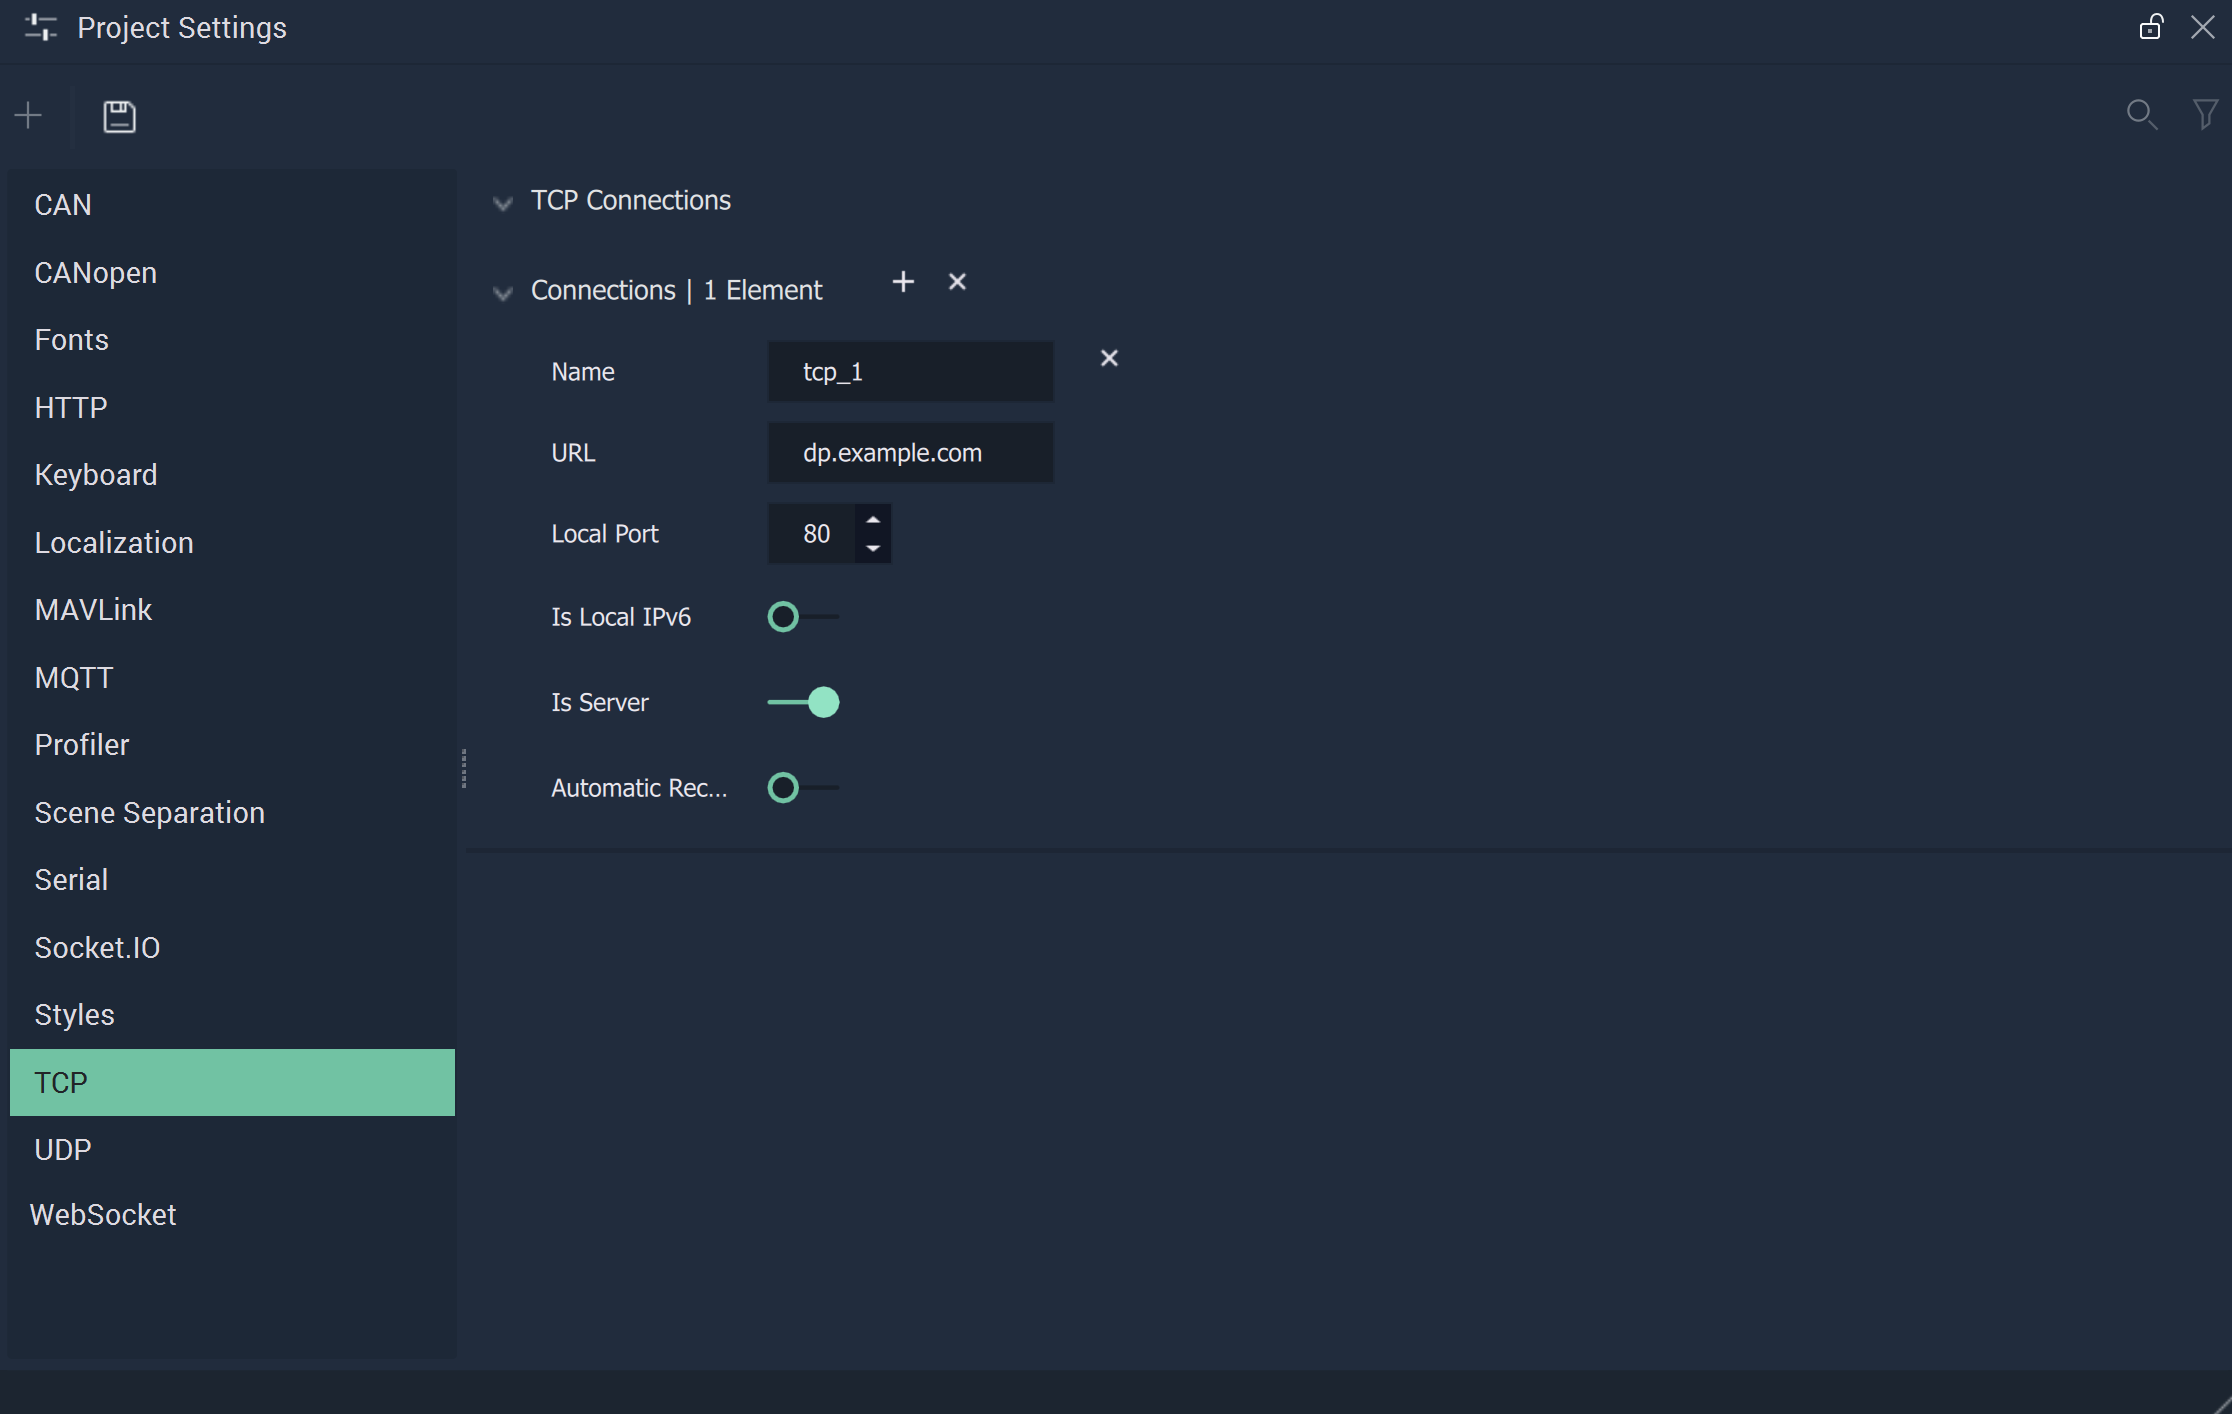 Project Settings
CAN
CANopen
Fonts
HTTP
Keyboard
Localization
MAVLink
MQTT
Profiler
Scene Separation
Serial
Socket.IO
Styles
TCP
UDP
WebSocket
TCP Connections
Connections | 1 Element
Name tcp_1
URL dp.example.com
Local Port 80
Is Local IPv6
Is Server
Automatic Rec...